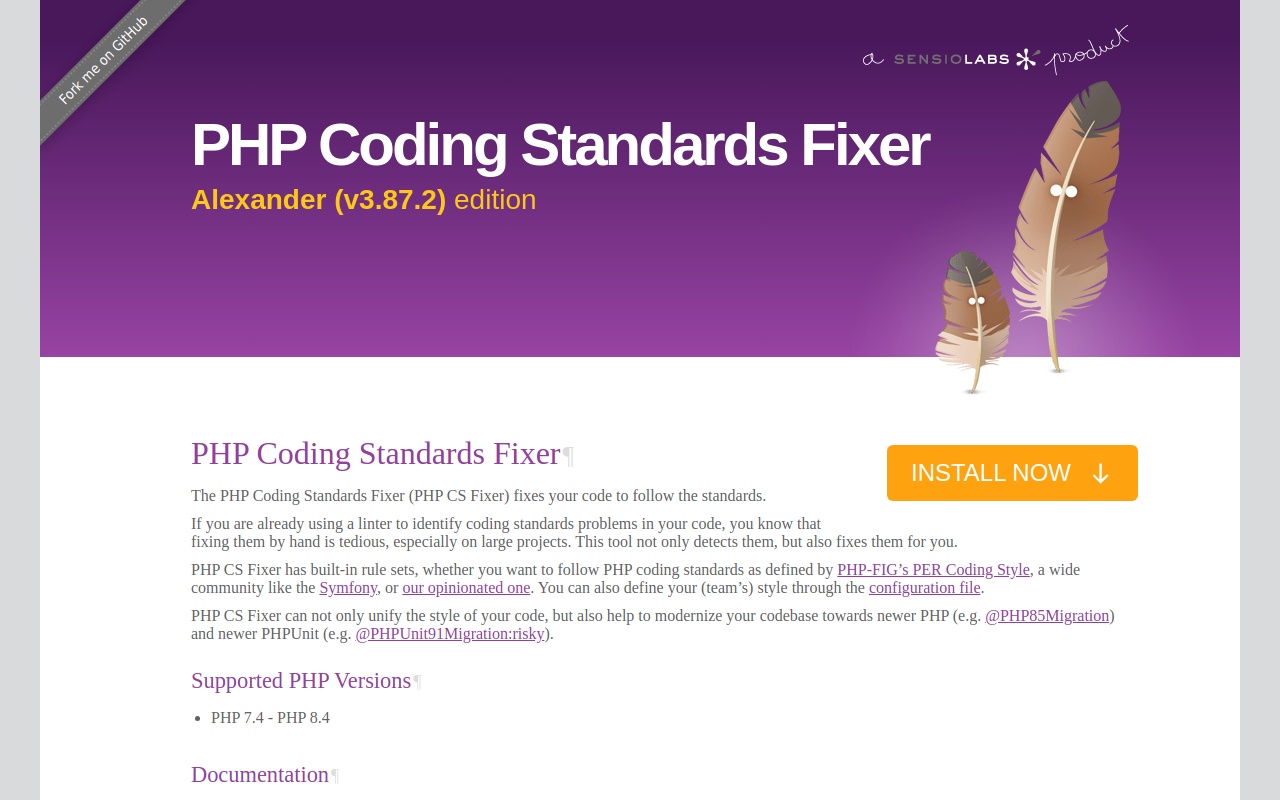 Fork me on GitHub
a SENSIOLABS product
PHP Coding Standards Fixer
Alexander (v3.87.2) edition
PHP Coding Standards Fixer¶
INSTALL NOW
The PHP Coding Standards Fixer (PHP CS Fixer) fixes your code to follow the standards.
If you are already using a linter to identify coding standards problems in your code, you know that
fixing them by hand is tedious, especially on large projects. This tool not only detects them, but also fixes them for you.
PHP CS Fixer has built-in rule sets, whether you want to follow PHP coding standards as defined by PHP-FIG’s PER Coding Style, a wide
community like the Symfony, or our opinionated one. You can also define your (team’s) style through the configuration file.
PHP CS Fixer can not only unify the style of your code, but also help to modernize your codebase towards newer PHP (e.g. @PHP85Migration)
and newer PHPUnit (e.g. @PHPUnit91Migration:risky).
Supported PHP Versions¶
• PHP 7.4 - PHP 8.4
Documentation¶